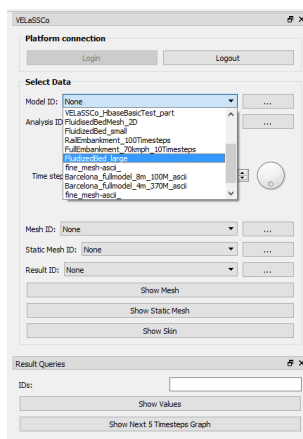 VELaSSCo
Platform connection
Login Logout
Select Data
Model ID: None ...
VELaSSCo_HbaseBasicTest_part
Analysis ID ...
FluidisedBedMesh_2D
FluidizedBed_small
RailEmbankment_100Timesteps
FullEmbankment_70kmph_10Timesteps
FluidizedBed_large
fine_mesh-ascii_
Time step
Barcelona_fullmodel_8m_100M_ascii
Barcelona_fullmodel_4m_370M_ascii
fine_mesh-ascii_
Mesh ID: None ...
Static Mesh ID: None ...
Result ID: None ...
Show Mesh
Show Static Mesh
Show Skin
Result Queries
IDs:
Show Values
Show Next 5 Timesteps Graph